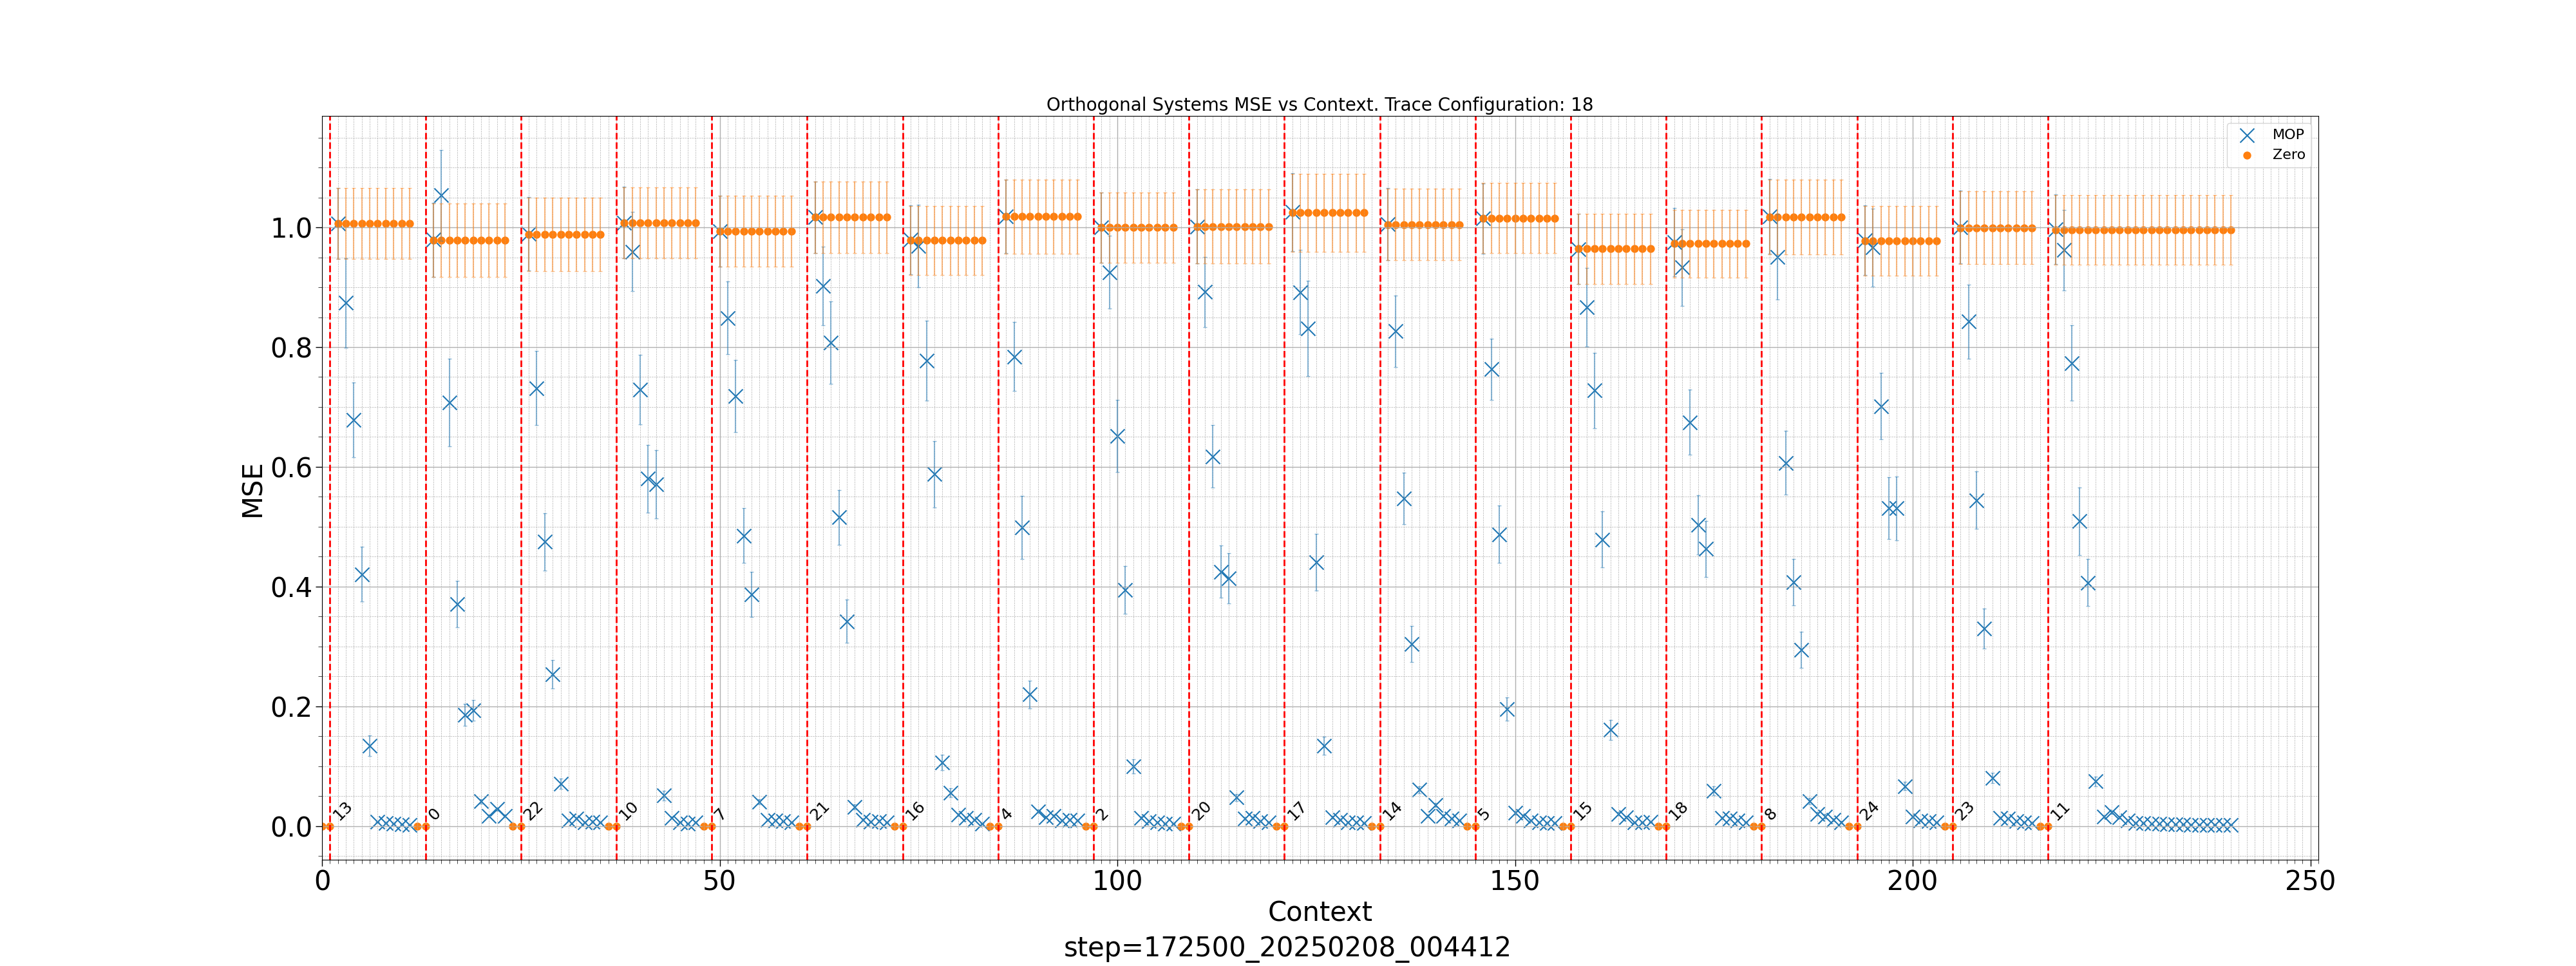 Orthogonal Systems MSE vs Context. Trace Configuration: 18
MOP
Zero
MSE
1.0
0.8
0.6
0.4
0.2
0.0
13 0 22 10 7 21 16 4 2 20 17 14 5 15 18 8 24 23 11
0 50 100 150 200 250
Context
step=172500_20250208_004412